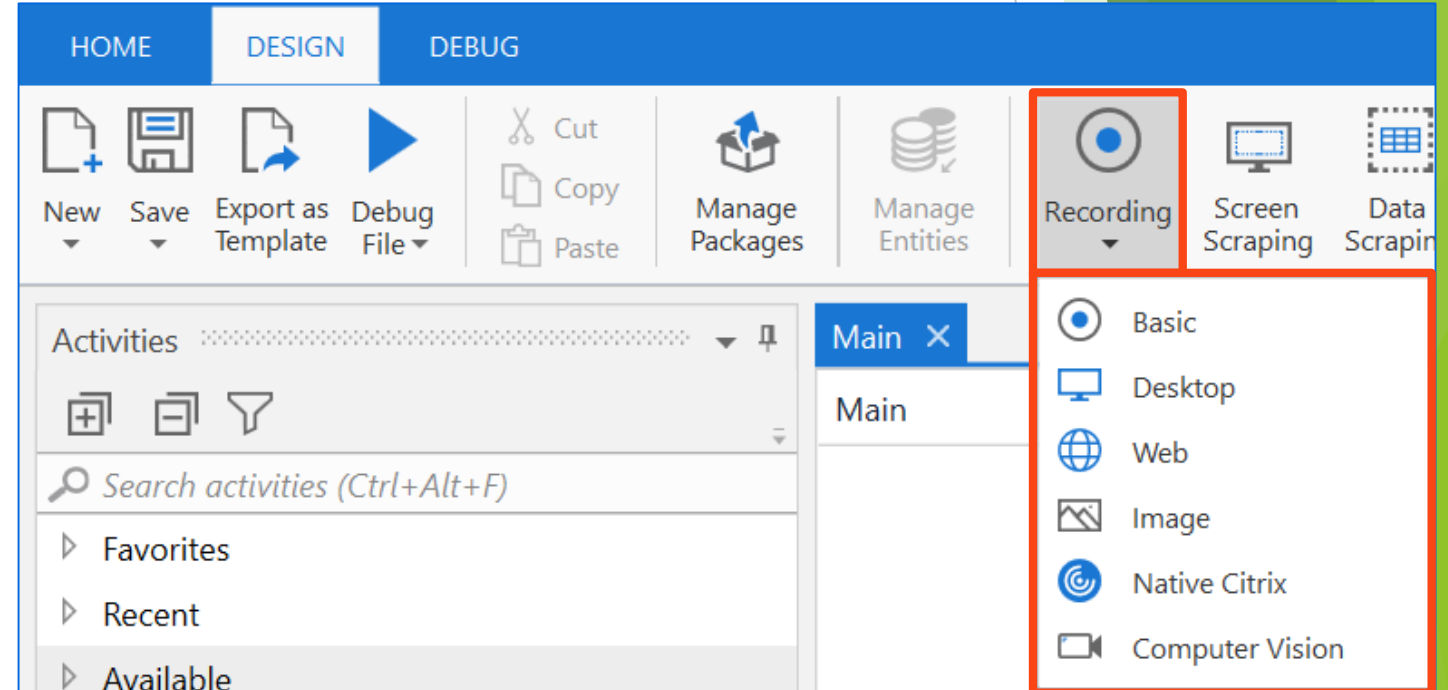 HOME DESIGN DEBUG
New Save Export as Template Debug File
Cut
Copy
Paste
Manage Packages
Manage Entities
Recording
Screen Scraping
Data Scrapin
Activities
Search activities (Ctrl+Alt+F)
Favorites
Recent
Available
Main
Main
Basic
Desktop
Web
Image
Native Citrix
Computer Vision